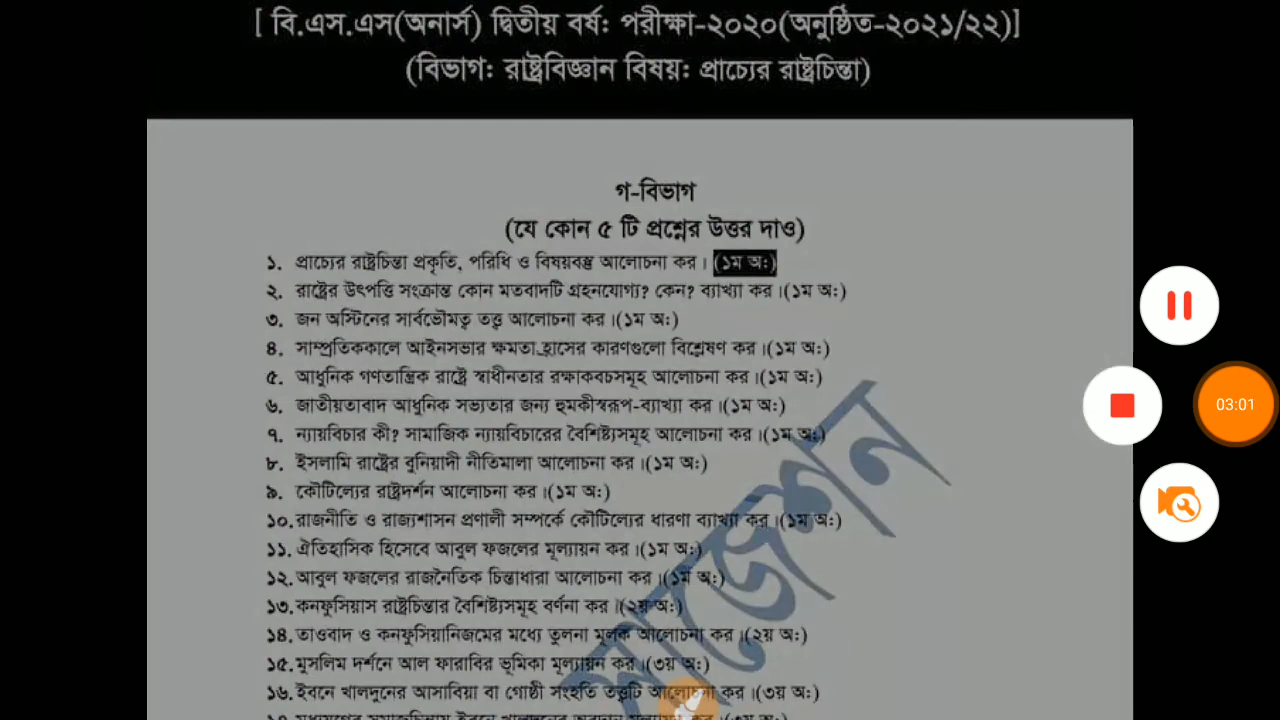 [ বি.এস.এস(অনার্স) দ্বিতীয় বর্ষ: পরীক্ষা-২০২০(অনুষ্ঠিত-২০২১/২২)]
(বিভাগ: রাষ্ট্রবিজ্ঞান বিষয়: প্রাচ্যের রাষ্ট্রচিন্তা)
গ-বিভাগ
(যে কোন ৫ টি প্রশ্নের উত্তর দাও)
১. প্রাচ্যের রাষ্ট্রচিন্তা প্রকৃতি, পরিধি ও বিষয়বস্তু আলোচনা কর। (১ম অ:)
২. রাষ্ট্রের উৎপত্তি সংক্রান্ত কোন মতবাদটি গ্রহনযোগ্য? কেন? ব্যাখ্যা কর।(১ম অ:)
৩. জন অস্টিনের সার্বভৌমত্ব তত্ত্ব আলোচনা কর।(১ম অ:)
৪. সাম্প্রতিককালে আইনসভার ক্ষমতা হ্রাসের কারণগুলো বিশ্লেষণ কর।(১ম অ:)
৫. আধুনিক গণতান্ত্রিক রাষ্ট্রে স্বাধীনতার রক্ষাকবচসমূহ আলোচনা কর।(১ম অ:)
৬. জাতীয়তাবাদ আধুনিক সভ্যতার জন্য হুমকীস্বরূপ-ব্যাখ্যা কর।(১ম অ:)
৭. ন্যায়বিচার কী? সামাজিক ন্যায়বিচারের বৈশিষ্ট্যসমূহ আলোচনা কর।(১ম অ:)
৮. ইসলামি রাষ্ট্রের বুনিয়াদী নীতিমালা আলোচনা কর।(১ম অ:)
৯. কৌটিল্যের রাষ্ট্রদর্শন আলোচনা কর।(১ম অ:)
১০.রাজনীতি ও রাজ্যশাসন প্রণালী সম্পর্কে কৌটিল্যের ধারণা ব্যাখ্যা কর।(১ম অ:)
১১.ঐতিহাসিক হিসেবে আবুল ফজলের মূল্যায়ন কর।(১ম অ:)
১২.আবুল ফজলের রাজনৈতিক চিন্তাধারা আলোচনা কর।(১ম অ:)
১৩.কনফুসিয়াস রাষ্ট্রচিন্তার বৈশিষ্ট্যসমূহ বর্ণনা কর।(২য় অ:)
১৪.তাওবাদ ও কনফুসিয়ানিজমের মধ্যে তুলনা মূলক আলোচনা কর।(২য় অ:)
১৫.মুসলিম দর্শনে আল ফারাবির ভূমিকা মূল্যায়ন কর।(৩য় অ:)
১৬.ইবনে খালদুনের আসাবিয়া বা গোষ্ঠী সংহতি তত্ত্বটি আলোচনা কর।(৩য় অ:)
সাজেশন
03:01